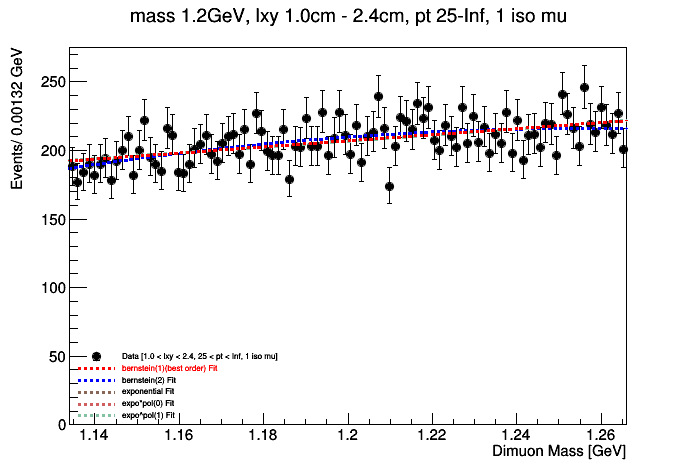 mass 1.2GeV, lxy 1.0cm - 2.4cm, pt 25-Inf, 1 iso mu
Events/ 0.00132 GeV
250
200
150
100
50
0
Data [1.0 < lxy < 2.4, 25 < pt < Inf, 1 iso mu]
bernstein(1)(best order) Fit
bernstein(2) Fit
exponential Fit
expo*pol(0) Fit
expo*pol(1) Fit
1.14 1.16 1.18 1.2 1.22 1.24 1.26
Dimuon Mass [GeV]